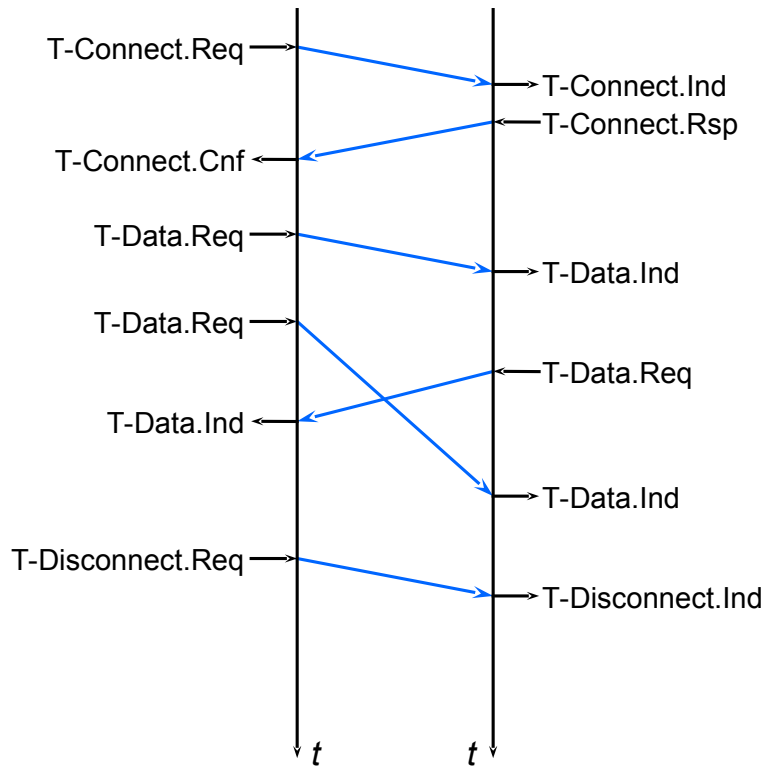 T-Connect.Req
T-Connect.Ind
T-Connect.Rsp
T-Connect.Cnf
T-Data.Req
T-Data.Ind
T-Data.Req
T-Data.Req
T-Data.Ind
T-Data.Ind
T-Disconnect.Req
T-Disconnect.Ind
t
t